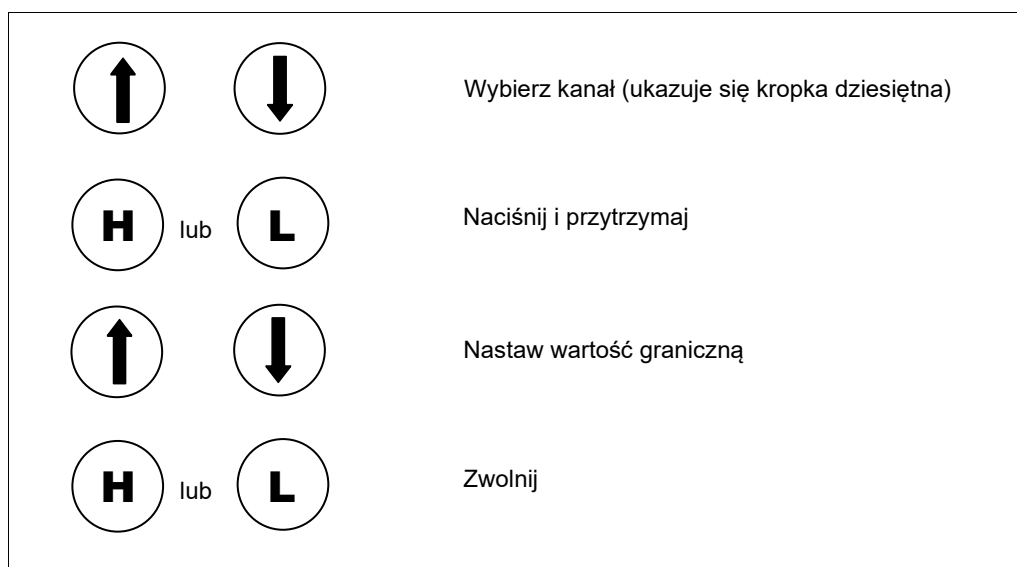 Wybierz kanał (ukazuje się kropka dziesiętna)
H lub L Naciśnij i przytrzymaj
Nastaw wartość graniczną
H lub L Zwolnij